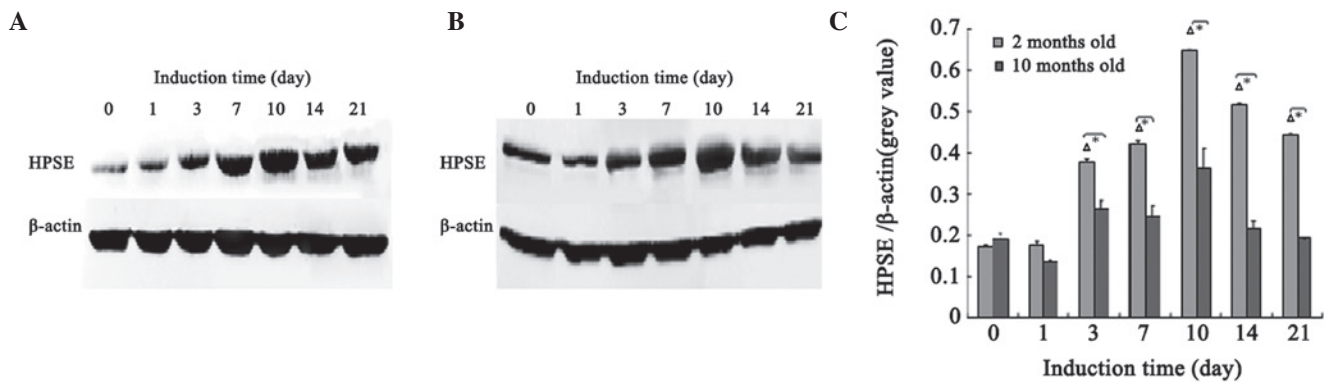 A
Induction time (day)
0 1 3 7 10 14 21
HPSE
β-actin
B
Induction time (day)
0 1 3 7 10 14 21
HPSE
β-actin
C
HPSE /β-actin(grey value)
0.7
0.6
0.5
0.4
0.3
0.2
0.1
0
2 months old
10 months old
*
Δ*
Δ*
Δ*
Δ*
Δ*
0 1 3 7 10 14 21
Induction time (day)